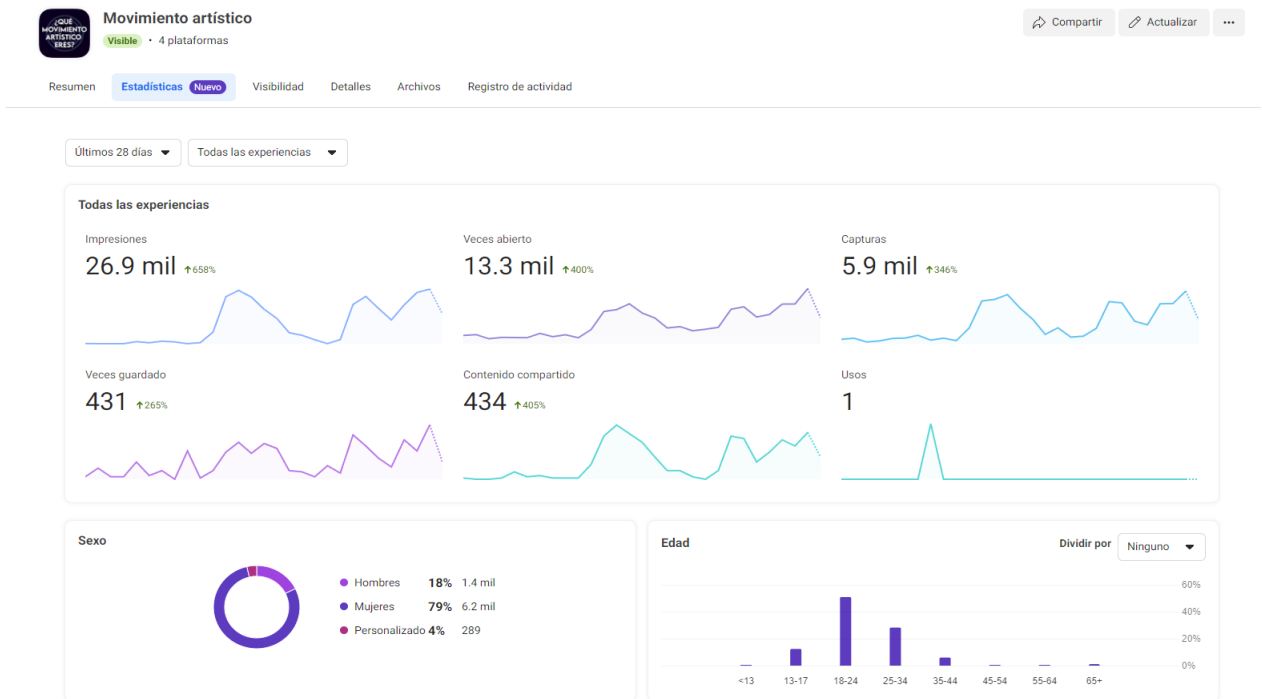 ¿QUÉ
MOVIMIENTO
ARTÍSTICO
ERES?
Movimiento artístico
Visible • 4 plataformas
Compartir
Actualizar
Resumen
Estadísticas Nuevo
Visibilidad
Detalles
Archivos
Registro de actividad
Últimos 28 días
Todas las experiencias
Todas las experiencias
Impresiones
26.9 mil 658%
Veces abierto
13.3 mil 400%
Capturas
5.9 mil 346%
Veces guardado
431 265%
Contenido compartido
434 405%
Usos
1
Sexo
Hombres 18% 1.4 mil
Mujeres 79% 6.2 mil
Personalizado 4% 289
Edad
Dividir por Ninguno
60%
40%
20%
0%
<13 13-17 18-24 25-34 35-44 45-54 55-64 65+